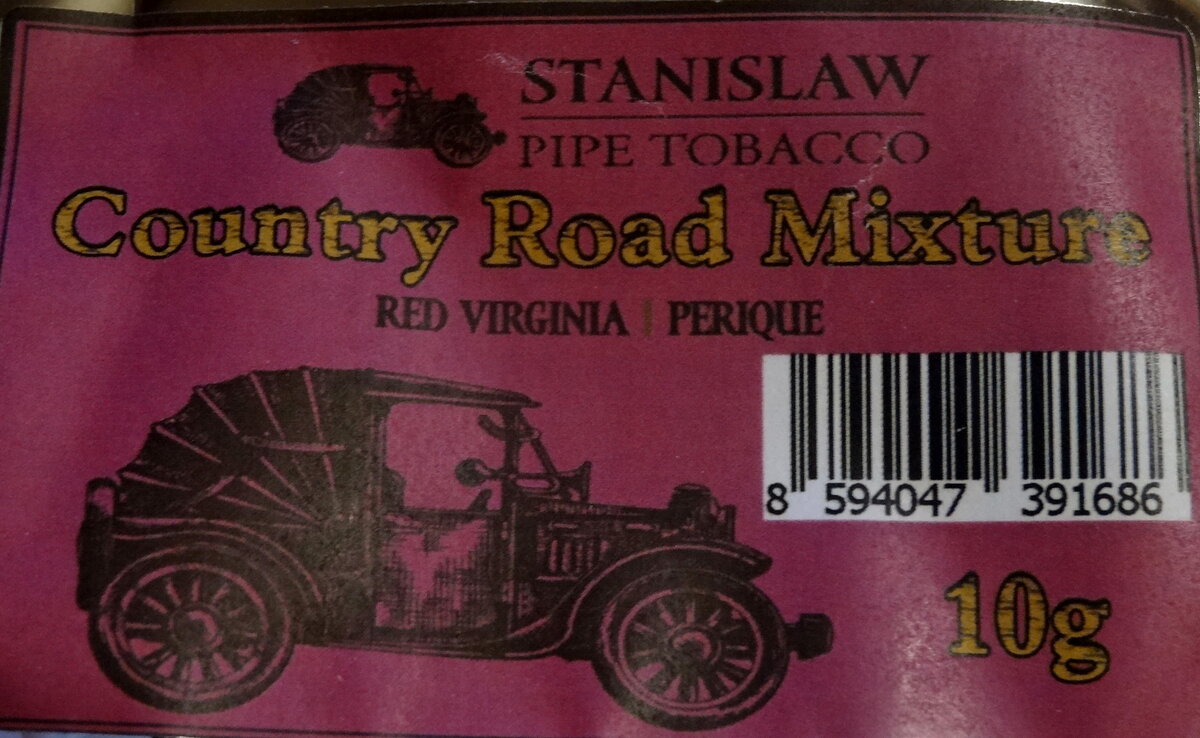 STANISLAW
PIPE TOBACCO
Country Road Mixture
RED VIRGINIA | PERIQUE
8 594047 391686
10g